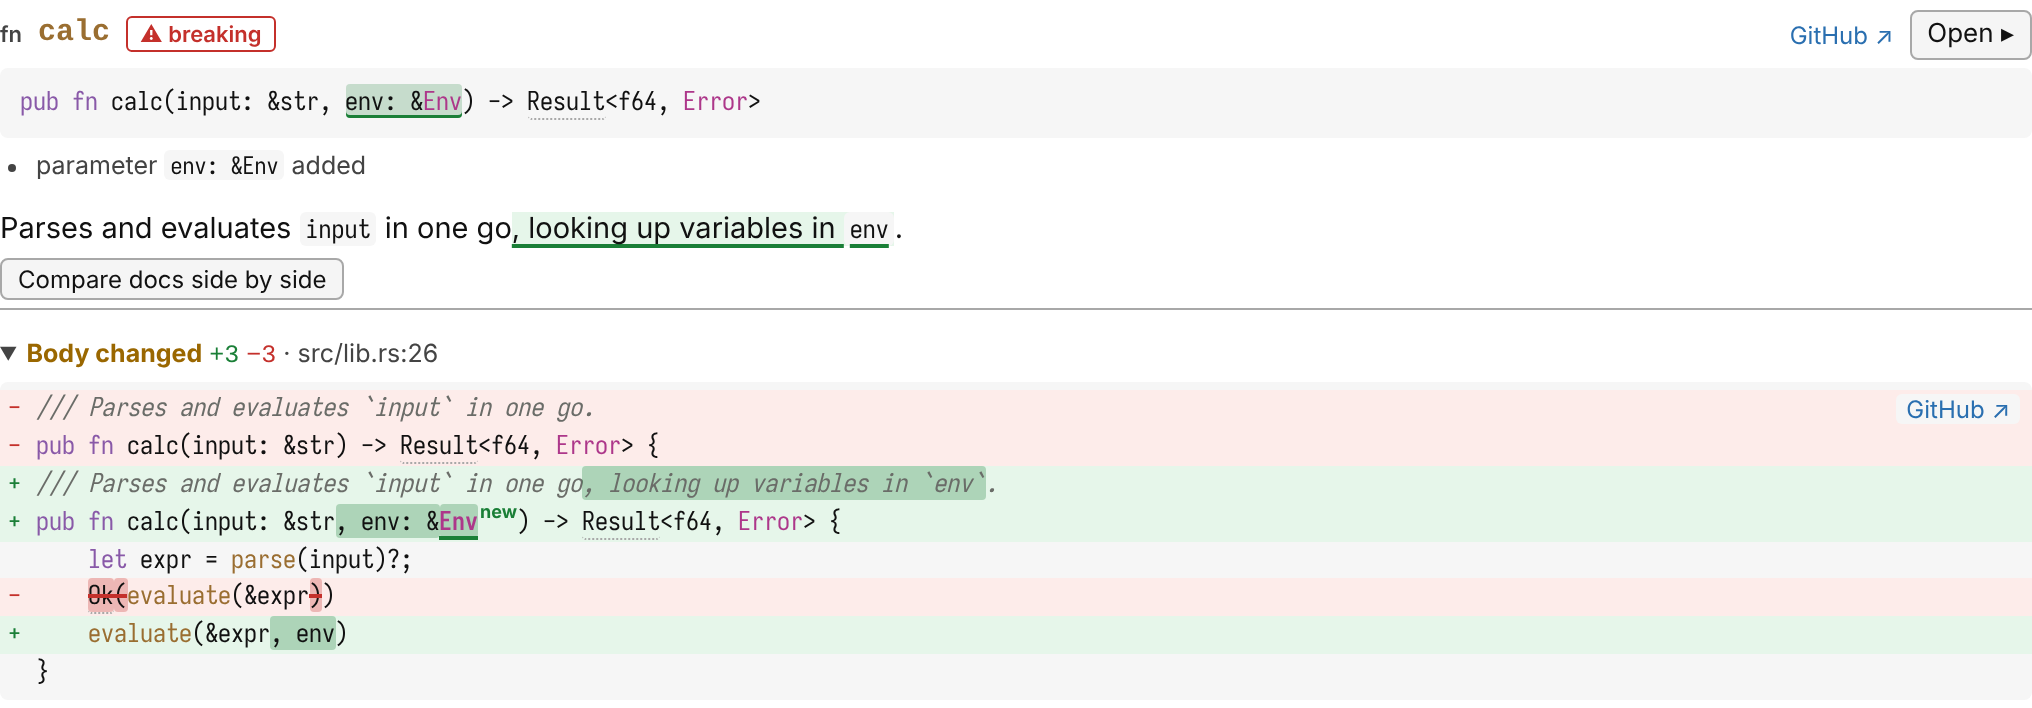 fn calc ⚠ breaking GitHub ↗ Open ▸
pub fn calc(input: &str, env: &Env) -> Result<f64, Error>
• parameter env: &Env added
Parses and evaluates input in one go, looking up variables in env.
Compare docs side by side
▼ Body changed +3 −3 · src/lib.rs:26
− /// Parses and evaluates `input` in one go. GitHub ↗
− pub fn calc(input: &str) -> Result<f64, Error> {
+ /// Parses and evaluates `input` in one go, looking up variables in `env`.
+ pub fn calc(input: &str, env: &Env new) -> Result<f64, Error> {
let expr = parse(input)?;
− Ok(evaluate(&expr))
+ evaluate(&expr, env)
}